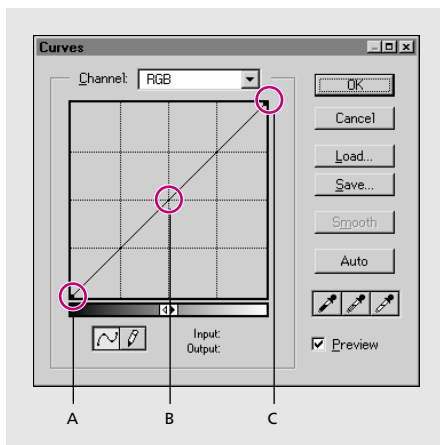 Curves
Channel: RGB
OK
Cancel
Load...
Save...
Smooth
Auto
Input:
Output:
Preview
A B C